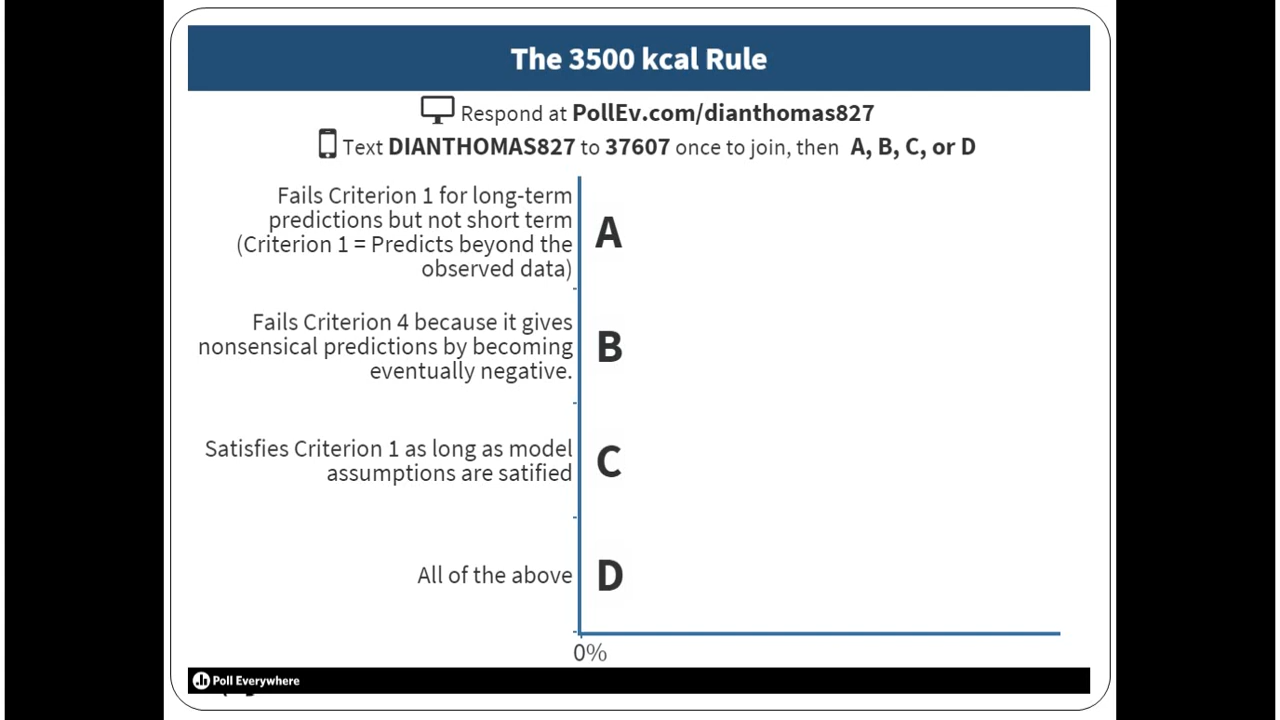 The 3500 kcal Rule
Respond at PollEv.com/dianthomas827
Text DIANTHOMAS827 to 37607 once to join, then A, B, C, or D
Fails Criterion 1 for long-term
predictions but not short term
(Criterion 1 = Predicts beyond the
observed data)
A
Fails Criterion 4 because it gives
nonsensical predictions by becoming
eventually negative.
B
Satisfies Criterion 1 as long as model
assumptions are satified
C
All of the above
D
0%
Poll Everywhere